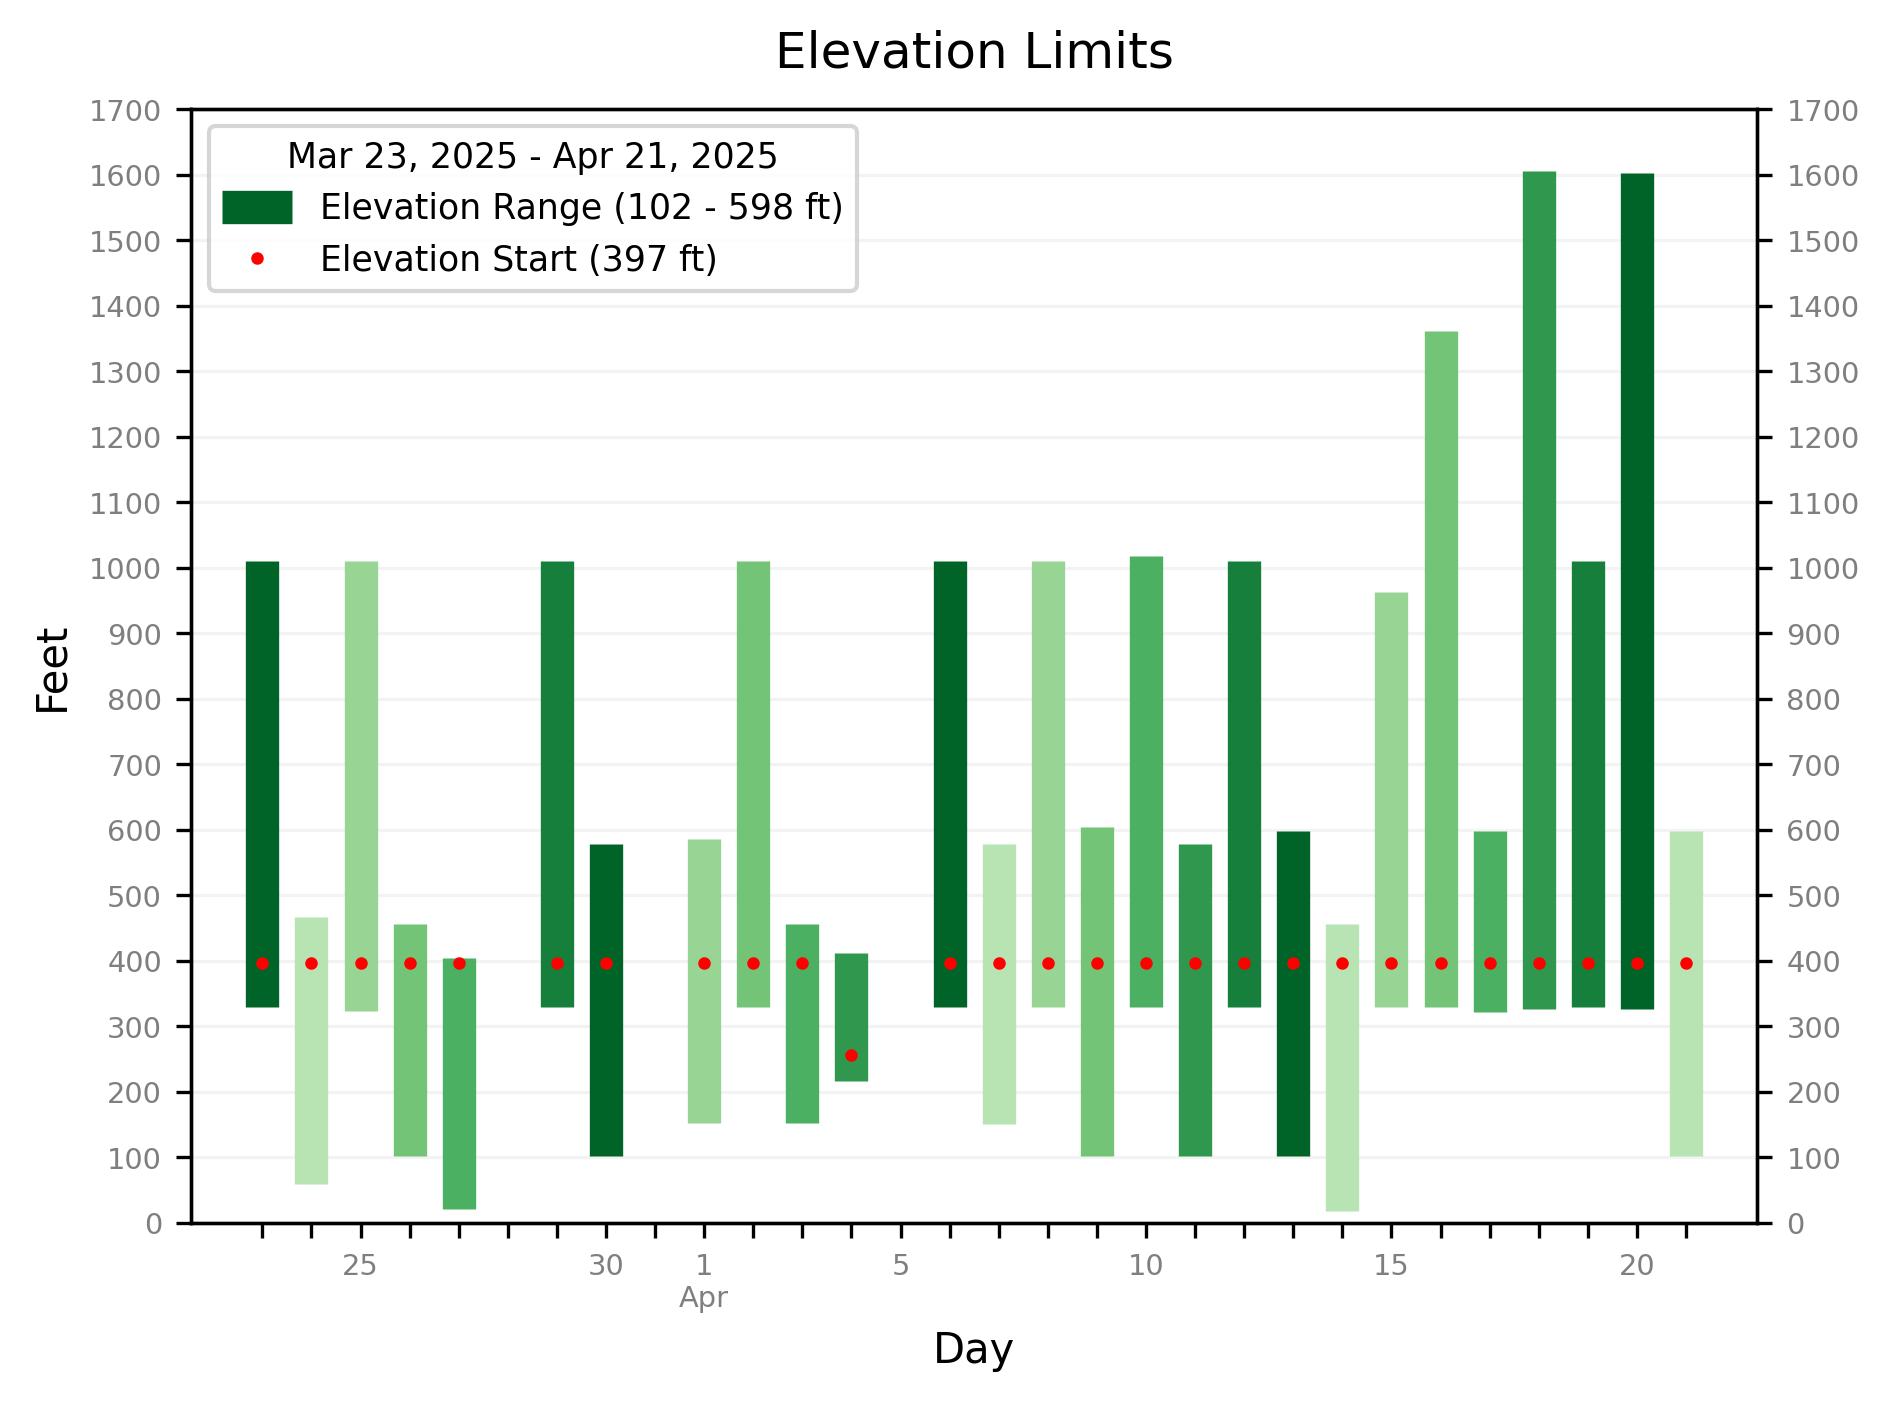 Elevation Limits
Mar 23, 2025 - Apr 21, 2025
Elevation Range (102 - 598 ft)
Elevation Start (397 ft)
1700 1700
1600 1600
1500 1500
1400 1400
1300 1300
1200 1200
1100 1100
1000 1000
900 900
800 800
700 700
600 600
500 500
400 400
300 300
200 200
100 100
0 0
Feet
25 30 1 5 10 15 20
Apr
Day